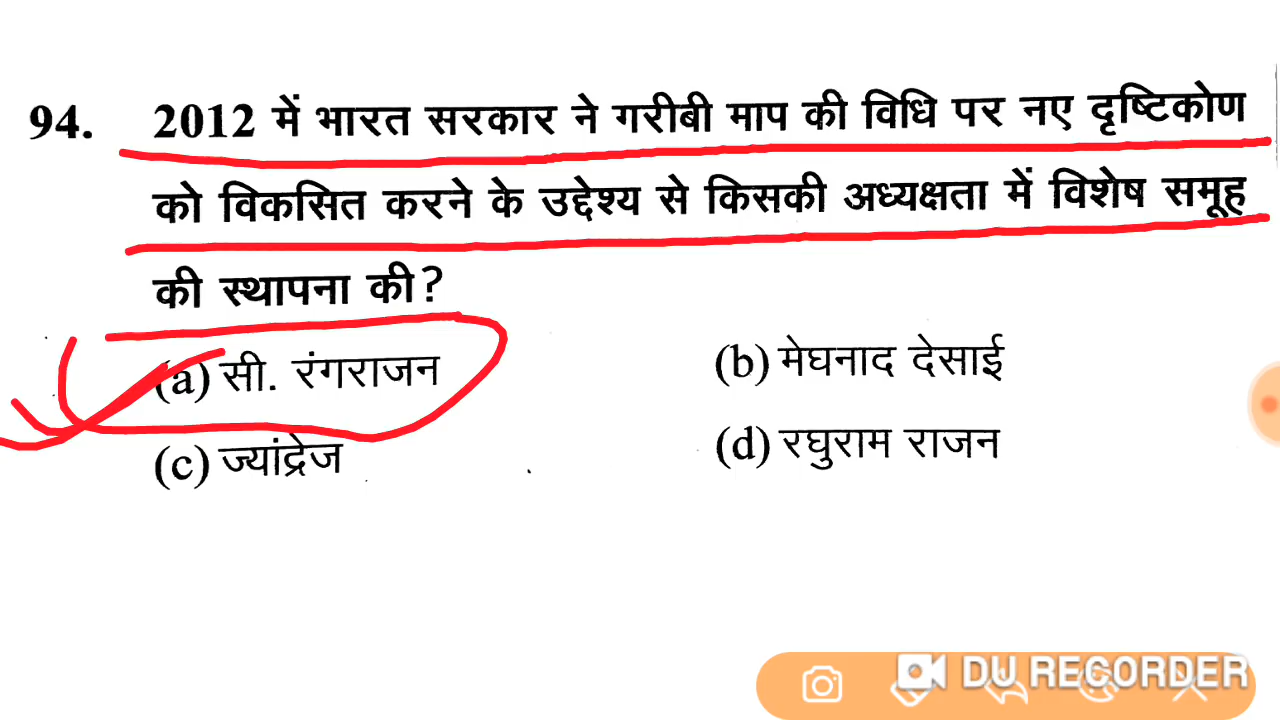 94. 2012 में भारत सरकार ने गरीबी माप की विधि पर नए दृष्टिकोण
को विकसित करने के उद्देश्य से किसकी अध्यक्षता में विशेष समूह
की स्थापना की?
(a) सी. रंगराजन (b) मेघनाद देसाई
(c) ज्यांद्रेज (d) रघुराम राजन
DU RECORDER